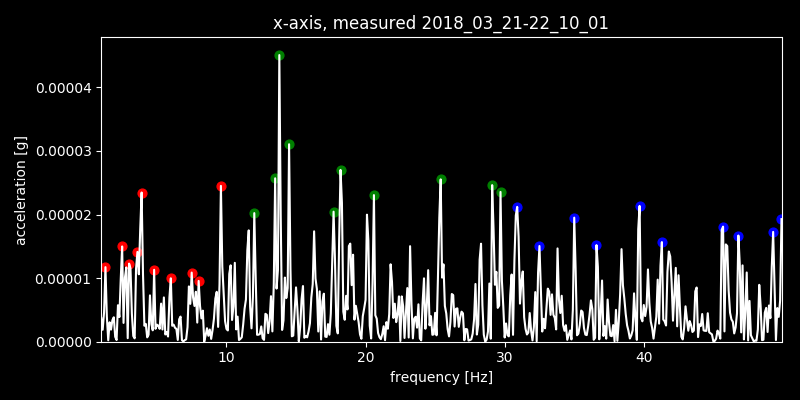 x-axis, measured 2018_03_21-22_10_01
0.00004
0.00003
0.00002
0.00001
0.00000
acceleration [g]
10 20 30 40
frequency [Hz]